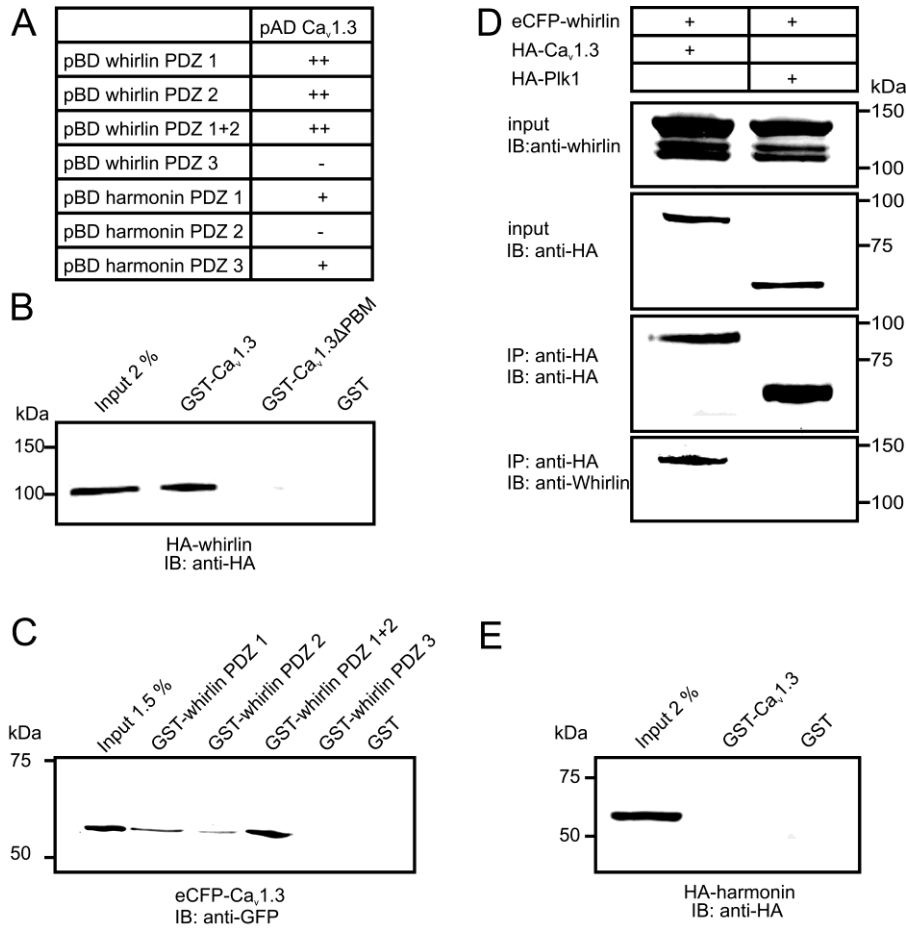 A
pAD Cav1.3
pBD whirlin PDZ 1 ++
pBD whirlin PDZ 2 ++
pBD whirlin PDZ 1+2 ++
pBD whirlin PDZ 3 -
pBD harmonin PDZ 1 +
pBD harmonin PDZ 2 -
pBD harmonin PDZ 3 +
B
Input 2 %
GST-Cav1.3
GST-Cav1.3ΔPBM
GST
kDa
150
100
HA-whirlin
IB: anti-HA
C
Input 1.5 %
GST-whirlin PDZ 1
GST-whirlin PDZ 2
GST-whirlin PDZ 1+2
GST-whirlin PDZ 3
GST
kDa
75
50
eCFP-Cav1.3
IB: anti-GFP
D
eCFP-whirlin + +
HA-Cav1.3 +
HA-Plk1 +
kDa
input
IB:anti-whirlin
150
100
input
IB: anti-HA
100
75
IP: anti-HA
IB: anti-HA
100
75
IP: anti-HA
IB: anti-Whirlin
150
100
E
Input 2 %
GST-Cav1.3
GST
kDa
75
50
HA-harmonin
IB: anti-HA